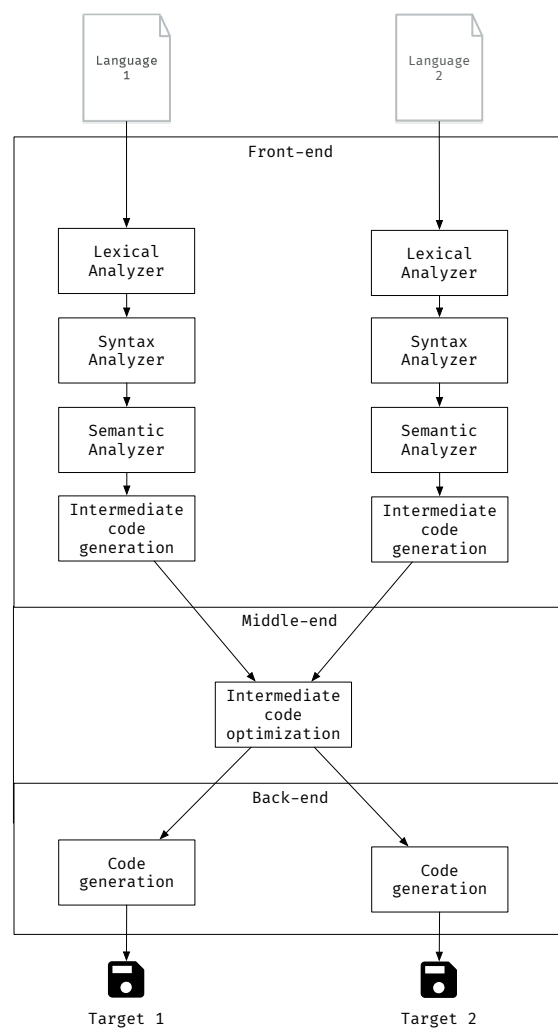 Language
1
Language
2
Front-end
Lexical
Analyzer
Lexical
Analyzer
Syntax
Analyzer
Syntax
Analyzer
Semantic
Analyzer
Semantic
Analyzer
Intermediate
code
generation
Intermediate
code
generation
Middle-end
Intermediate
code
optimization
Back-end
Code
generation
Code
generation
Target 1
Target 2